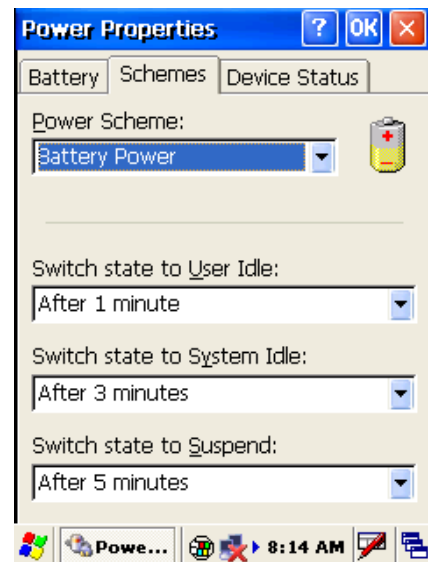 Power Properties ? OK
Battery Schemes Device Status
Power Scheme:
Battery Power
Switch state to User Idle:
After 1 minute
Switch state to System Idle:
After 3 minutes
Switch state to Suspend:
After 5 minutes
Powe... 8:14 AM